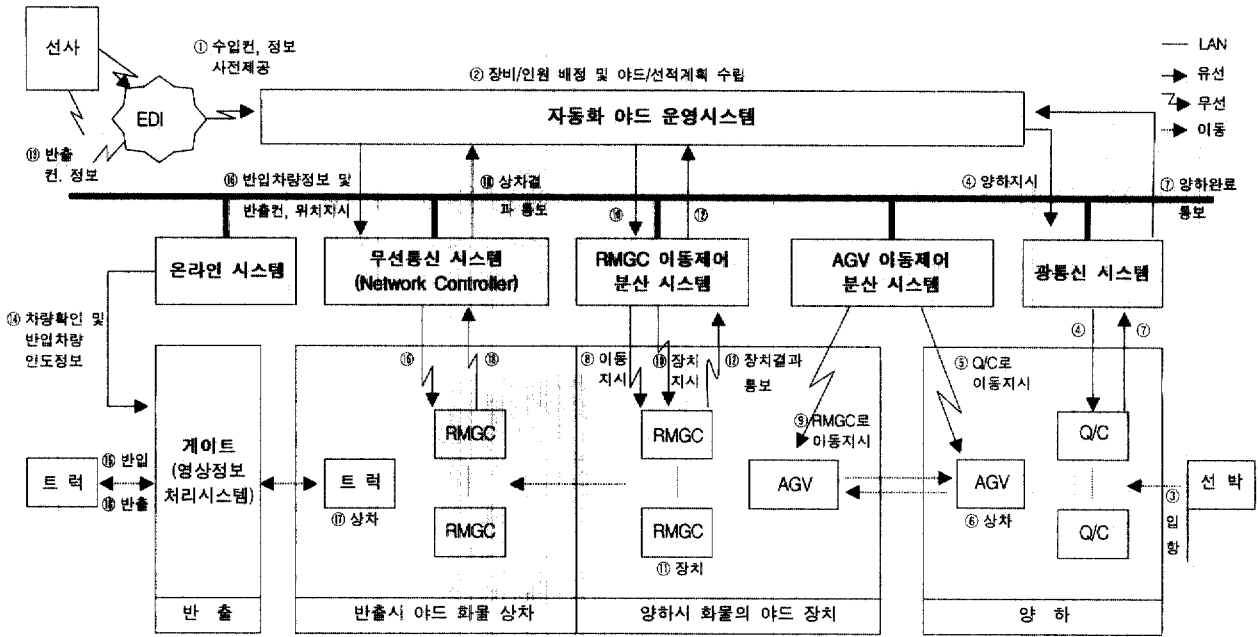 선사
① 수입컨, 정보
사전제공
EDI
② 장비/인원 배정 및 야드/선적계획 수립
자동화 야드 운영시스템
LAN
유선
무선
이동
⑲ 반출
컨. 정보
⑯ 반입차량정보 및
반출컨, 위치지시
⑱ 상차결
과 통보
⑩
⑫
④ 양하지시
⑦ 양하완료
통보
온라인 시스템
무선통신 시스템
(Network Controller)
RMGC 이동제어
분산 시스템
AGV 이동제어
분산 시스템
광통신 시스템
⑭ 차량확인 및
반입차량
인도정보
⑯
⑱
⑧ 이동
지시
⑩ 장치
지시
⑫ 장치결과
통보
⑤ Q/C로
이동지시
④
⑦
⑨ RMGC로
이동지시
게이트
(영상정보
처리시스템)
트 럭
⑮ 반입
반출
트 럭
⑰ 상차
RMGC
RMGC
RMGC
RMGC
⑪ 장치
AGV
AGV
⑥ 상차
Q/C
Q/C
선 박
③
입
항
반 출
반출시 야드 화물 상차
양하시 화물의 야드 장치
양 하